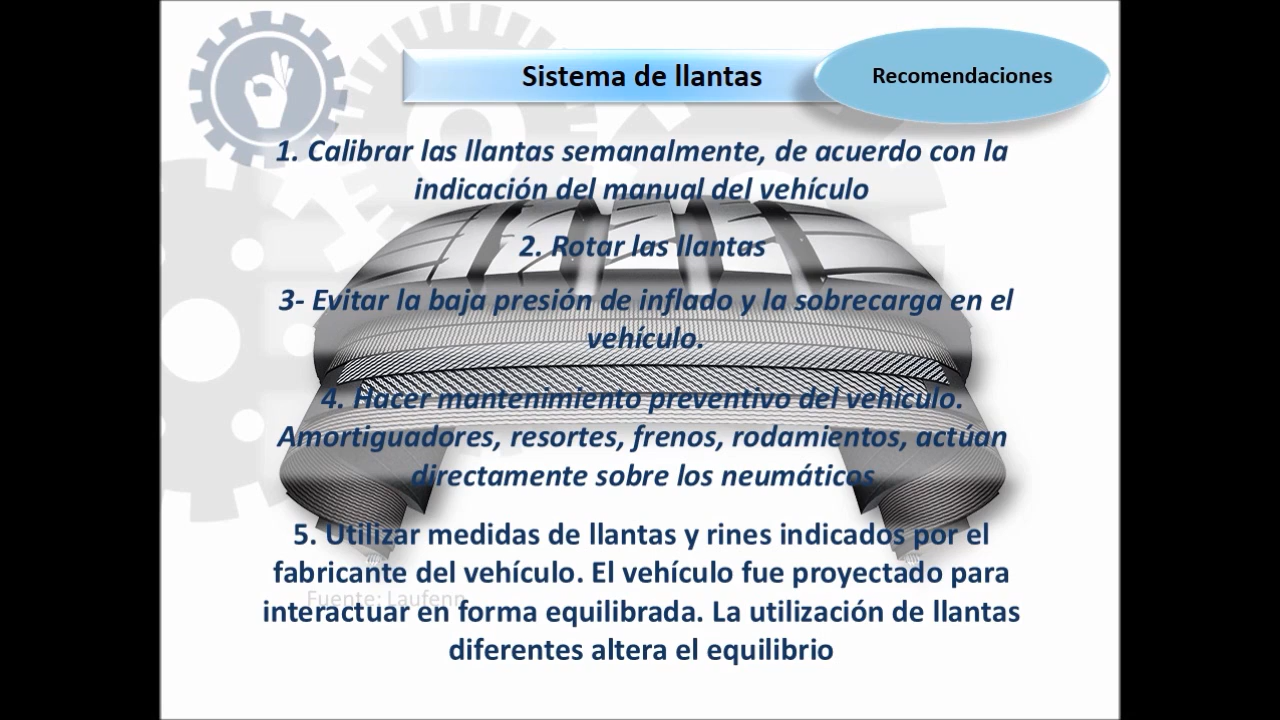 Sistema de llantas
Recomendaciones
1. Calibrar las llantas semanalmente, de acuerdo con la
indicación del manual del vehículo
2. Rotar las llantas
3- Evitar la baja presión de inflado y la sobrecarga en el
vehículo.
4. Hacer mantenimiento preventivo del vehículo.
Amortiguadores, resortes, frenos, rodamientos, actúan
directamente sobre los neumáticos
5. Utilizar medidas de llantas y rines indicados por el
fabricante del vehículo. El vehículo fue proyectado para
Fuente: Laufenn
interactuar en forma equilibrada. La utilización de llantas
diferentes altera el equilibrio